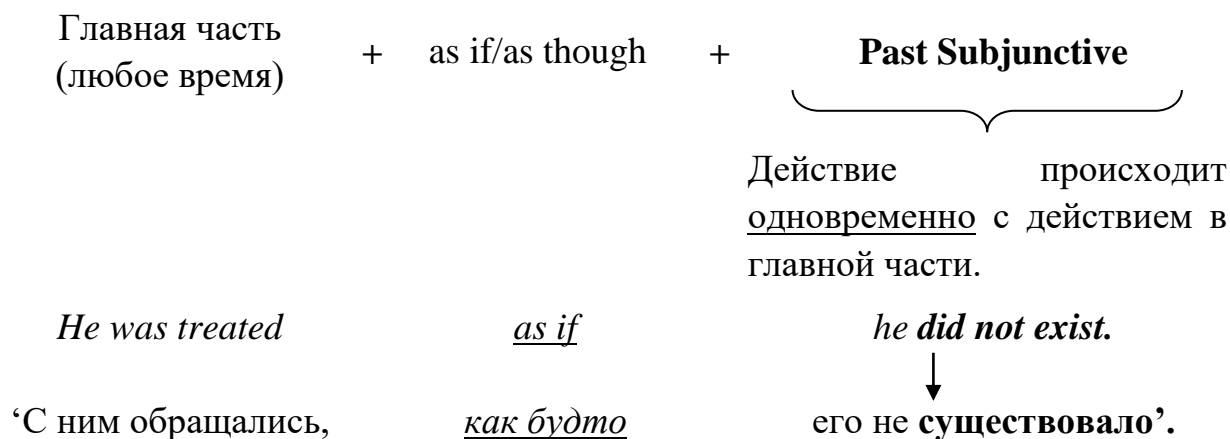 Главная часть
(любое время)
+ as if/as though + Past Subjunctive
Действие происходит
одновременно с действием в
главной части.
He was treated as if he did not exist.
‘С ним обращались, как будто его не существовало’.